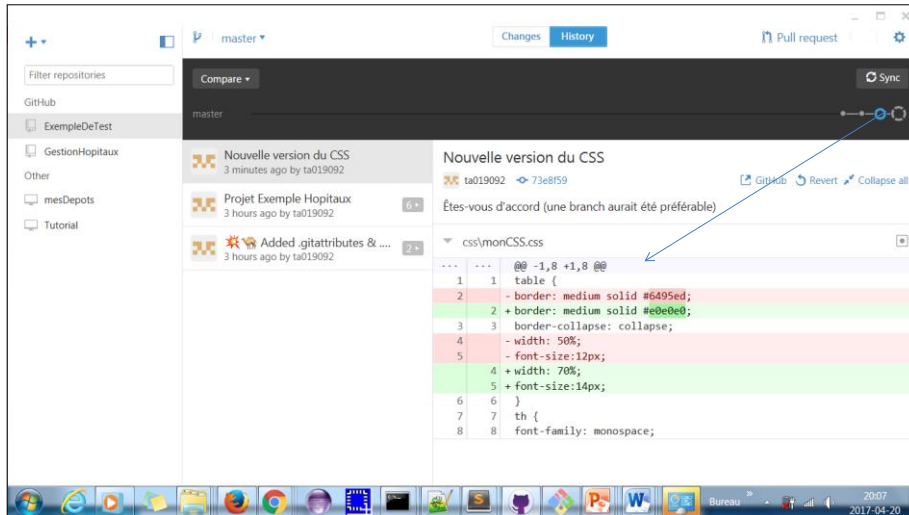 master
Changes
History
Pull request
Filter repositories
Compare
Sync
GitHub
master
ExempleDeTest
GestionHopitaux
Other
mesDepots
Tutorial
Nouvelle version du CSS
3 minutes ago by ta019092
Projet Exemple Hopitaux
3 hours ago by ta019092
6
Added .gitattributes & ....
3 hours ago by ta019092
2
Nouvelle version du CSS
ta019092 73e8f59 GitHub Revert Collapse all
Êtes-vous d'accord (une branch aurait été préférable)
css\monCSS.css
... ... @@ -1,8 +1,8 @@
1 1 table {
2 - border: medium solid #6495ed;
2 + border: medium solid #e0e0e0;
3 3 border-collapse: collapse;
4 - width: 50%;
5 - font-size:12px;
4 + width: 70%;
5 + font-size:14px;
6 6 }
7 7 th {
8 8 font-family: monospace;
Bureau »
20:07
2017-04-20